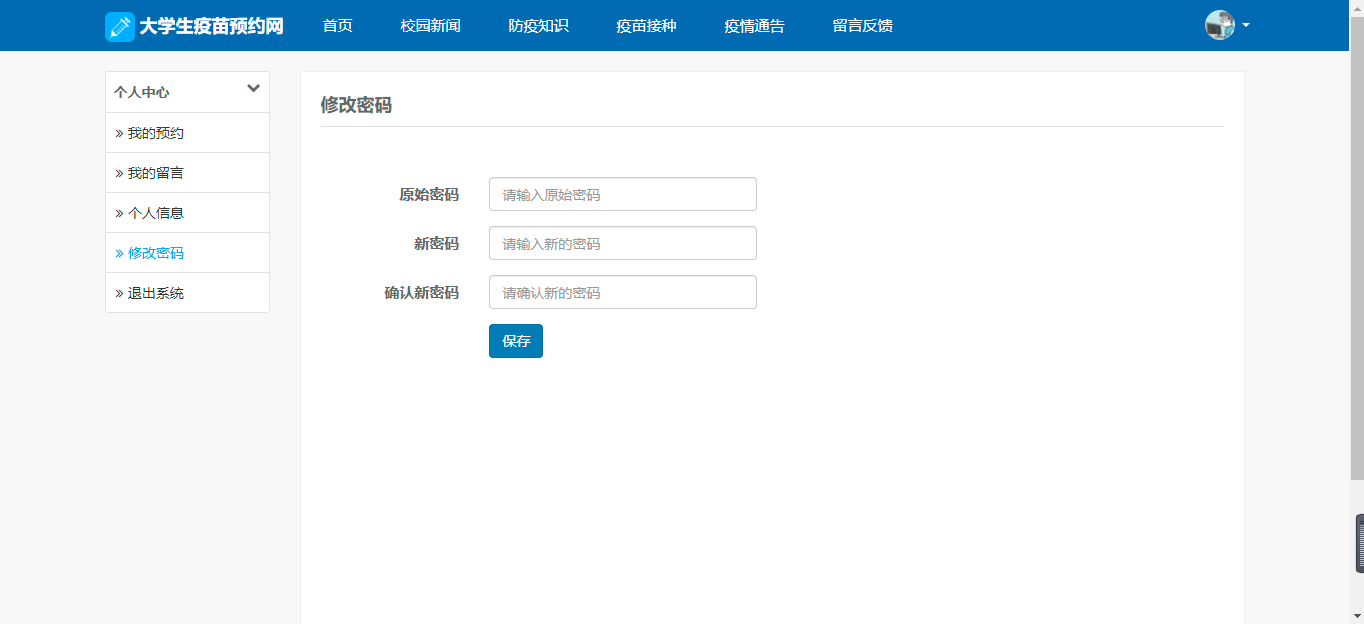 大学生疫苗预约网 首页 校园新闻 防疫知识 疫苗接种 疫情通告 留言反馈
个人中心
» 我的预约
» 我的留言
» 个人信息
» 修改密码
» 退出系统
修改密码
原始密码 请输入原始密码
新密码 请输入新的密码
确认新密码 请确认新的密码
保存